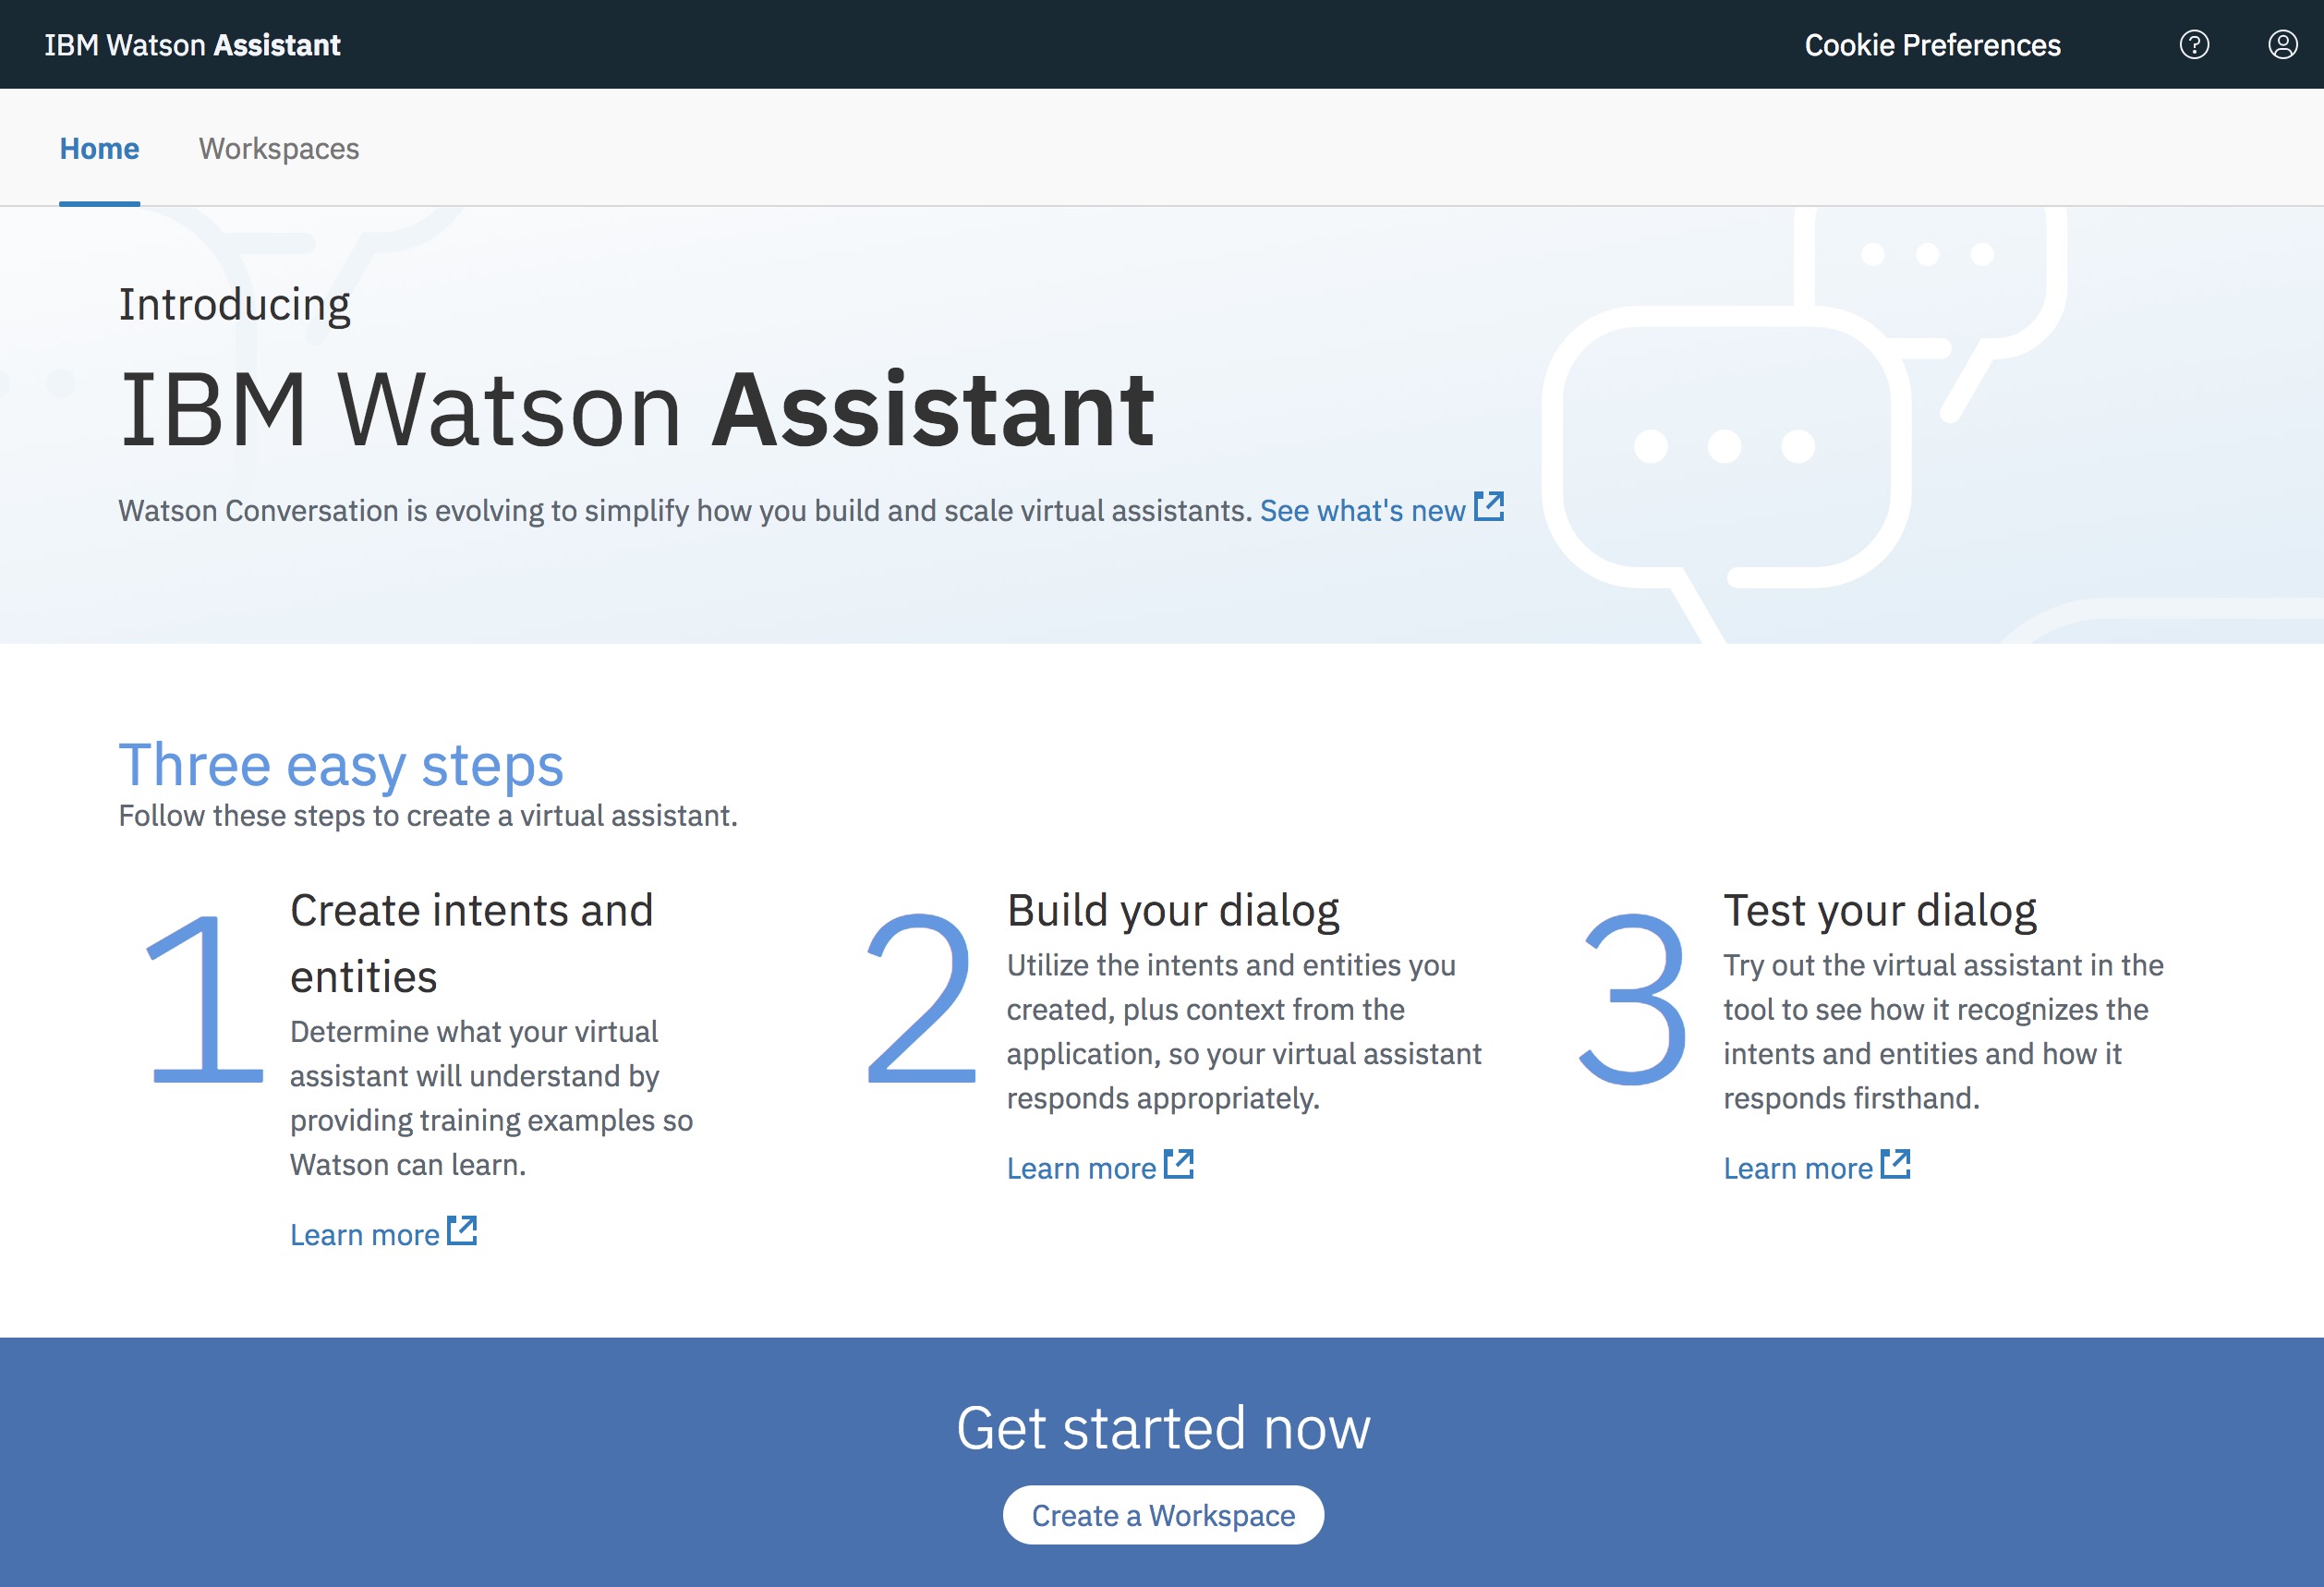 IBM Watson Assistant
Cookie Preferences
Home
Workspaces
Introducing
IBM Watson Assistant
Watson Conversation is evolving to simplify how you build and scale virtual assistants. See what's new
Three easy steps
Follow these steps to create a virtual assistant.
1
Create intents and
entities
Determine what your virtual
assistant will understand by
providing training examples so
Watson can learn.
Learn more
2
Build your dialog
Utilize the intents and entities you
created, plus context from the
application, so your virtual assistant
responds appropriately.
Learn more
3
Test your dialog
Try out the virtual assistant in the
tool to see how it recognizes the
intents and entities and how it
responds firsthand.
Learn more
Get started now
Create a Workspace